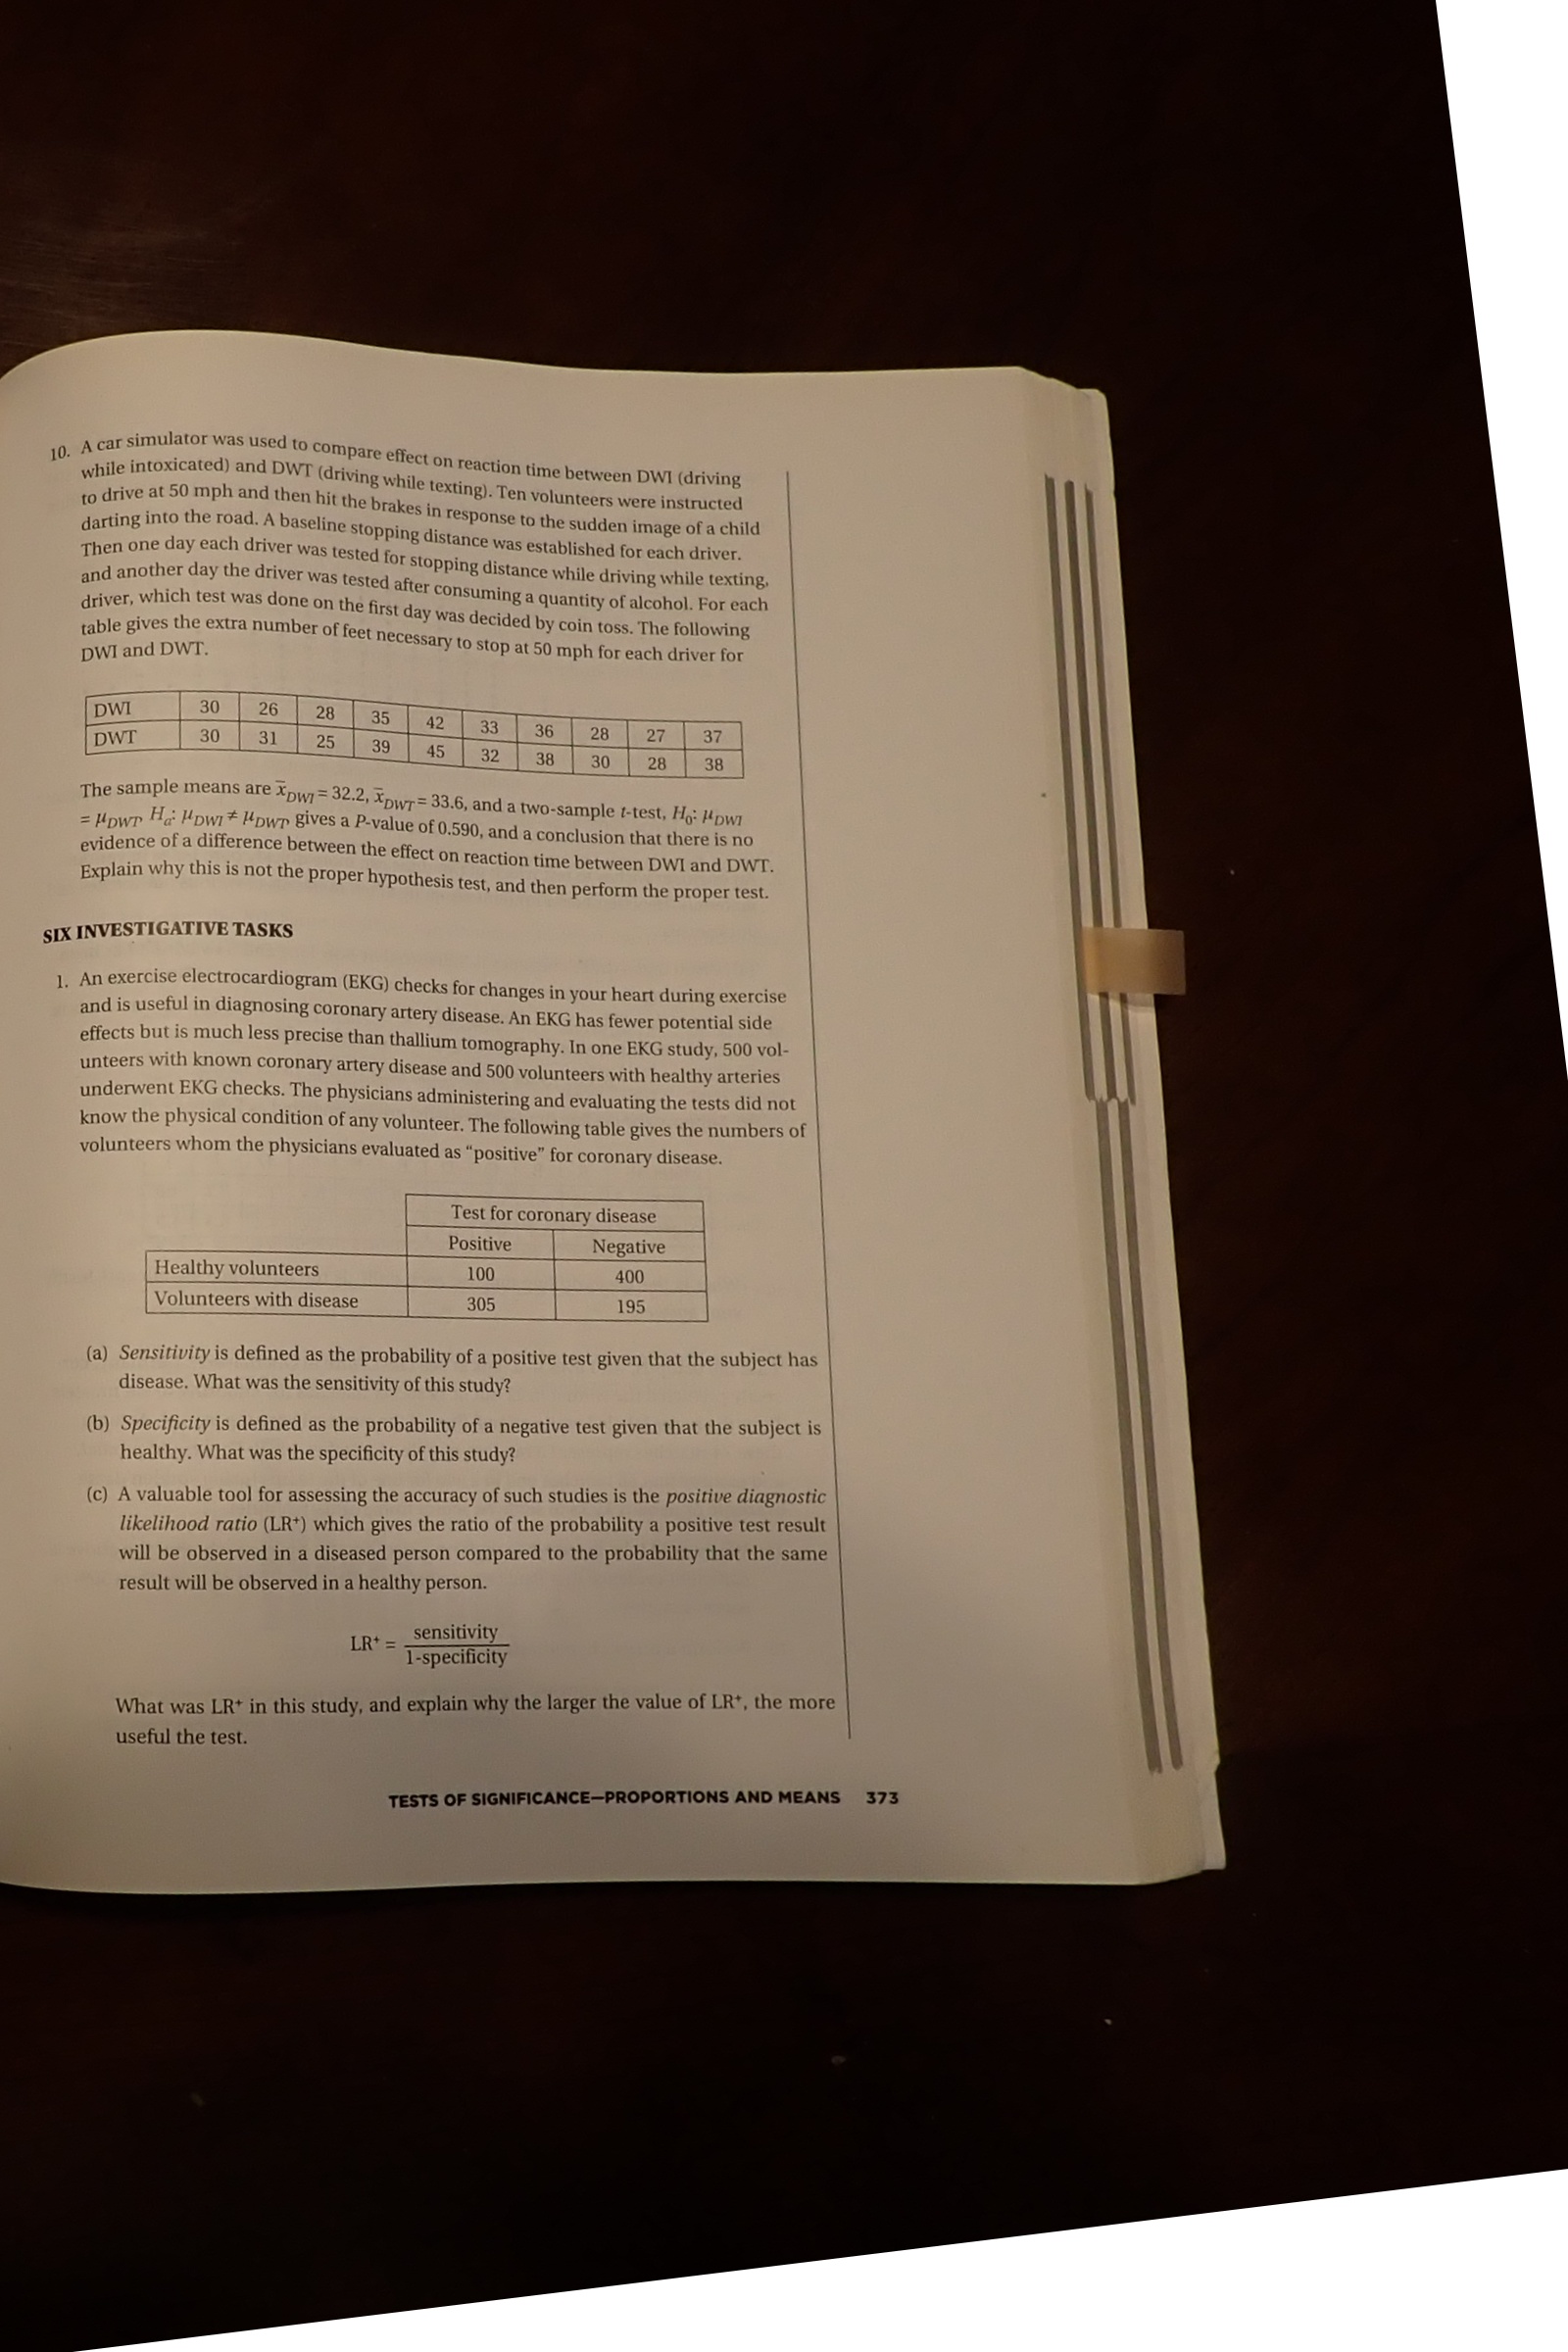 10. A car simulator was used to compare effect on reaction time between DWI (driving
while intoxicated) and DWT (driving while texting). Ten volunteers were instructed
to drive at 50 mph and then hit the brakes in response to the sudden image of a child
darting into the road. A baseline stopping distance was established for each driver.
Then one day each driver was tested for stopping distance while driving while texting,
and another day the driver was tested after consuming a quantity of alcohol. For each
driver, which test was done on the first day was decided by coin toss. The following
table gives the extra number of feet necessary to stop at 50 mph for each driver for
DWI and DWT.
DWI 30 26 28 35 42 33 36 28 27 37
DWT 30 31 25 39 45 32 38 30 28 38
The sample means are x̄DWI = 32.2, x̄DWT = 33.6, and a two-sample t-test, H₀: μDWI
= μDWT, Hₐ: μDWI ≠ μDWT, gives a P-value of 0.590, and a conclusion that there is no
evidence of a difference between the effect on reaction time between DWI and DWT.
Explain why this is not the proper hypothesis test, and then perform the proper test.
SIX INVESTIGATIVE TASKS
1. An exercise electrocardiogram (EKG) checks for changes in your heart during exercise
and is useful in diagnosing coronary artery disease. An EKG has fewer potential side
effects but is much less precise than thallium tomography. In one EKG study, 500 vol-
unteers with known coronary artery disease and 500 volunteers with healthy arteries
underwent EKG checks. The physicians administering and evaluating the tests did not
know the physical condition of any volunteer. The following table gives the numbers of
volunteers whom the physicians evaluated as “positive” for coronary disease.
Test for coronary disease
Positive Negative
Healthy volunteers 100 400
Volunteers with disease 305 195
(a) Sensitivity is defined as the probability of a positive test given that the subject has
disease. What was the sensitivity of this study?
(b) Specificity is defined as the probability of a negative test given that the subject is
healthy. What was the specificity of this study?
(c) A valuable tool for assessing the accuracy of such studies is the positive diagnostic
likelihood ratio (LR⁺) which gives the ratio of the probability a positive test result
will be observed in a diseased person compared to the probability that the same
result will be observed in a healthy person.
LR⁺ = sensitivity
1-specificity
What was LR⁺ in this study, and explain why the larger the value of LR⁺, the more
useful the test.
TESTS OF SIGNIFICANCE—PROPORTIONS AND MEANS 373